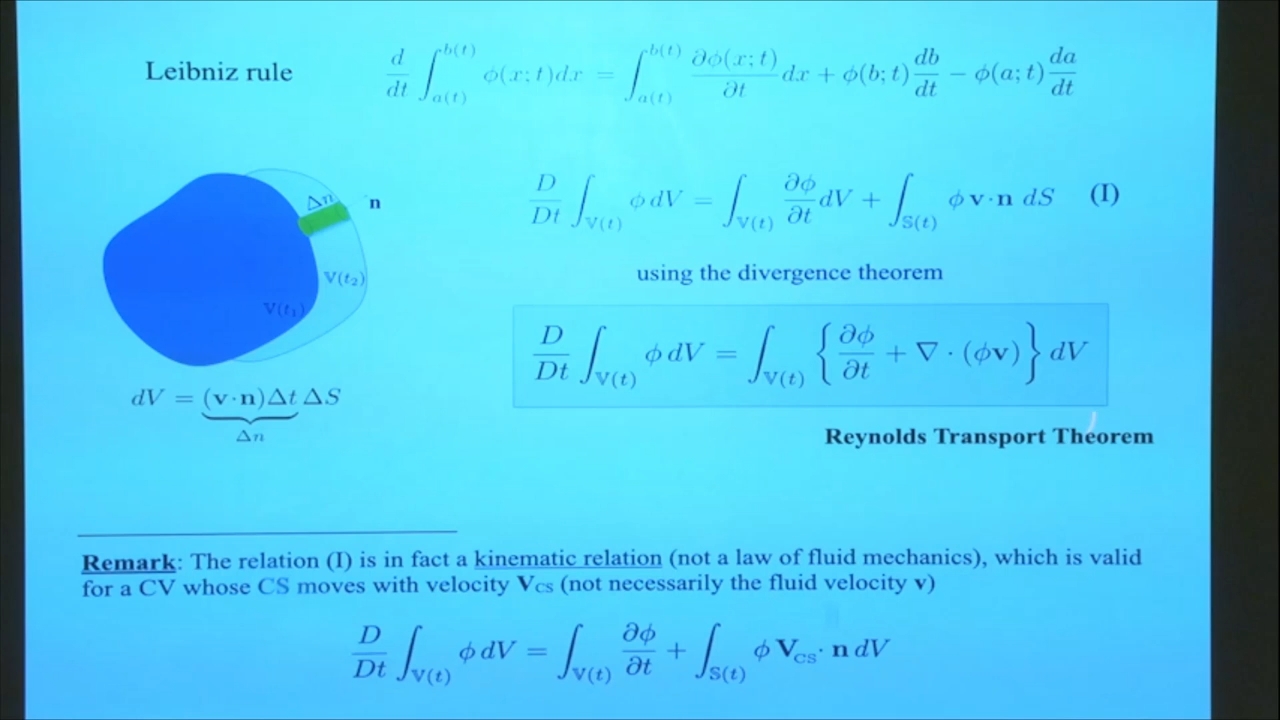 Leibniz rule
d/dt ∫_{a(t)}^{b(t)} ϕ(x;t)dx = ∫_{a(t)}^{b(t)} ∂ϕ(x;t)/∂t dx + ϕ(b;t) db/dt − ϕ(a;t) da/dt
Δn
n
𝕍(t₂)
𝕍(t₁)
dV = (v·n)Δt ΔS
Δn
D/Dt ∫_{𝕍(t)} ϕ dV = ∫_{𝕍(t)} ∂ϕ/∂t dV + ∫_{𝕊(t)} ϕ v·n dS (I)
using the divergence theorem
D/Dt ∫_{𝕍(t)} ϕ dV = ∫_{𝕍(t)} {∂ϕ/∂t + ∇ · (ϕv)} dV
Reynolds Transport Theorem
Remark: The relation (I) is in fact a kinematic relation (not a law of fluid mechanics), which is valid
for a CV whose CS moves with velocity V_CS (not necessarily the fluid velocity v)
D/Dt ∫_{𝕍(t)} ϕ dV = ∫_{𝕍(t)} ∂ϕ/∂t + ∫_{𝕊(t)} ϕ V_CS · n dV